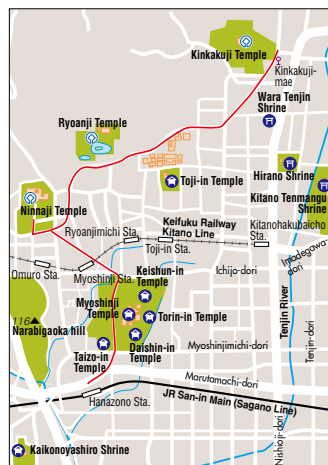 Kinkakuji Temple
Kinkakuji-
mae
Wara Tenjin
Shrine
Ryoanji Temple
Toji-in Temple
Hirano Shrine
Kitano Tenmangu
Shrine
Ninnaji Temple
Ryoanjimichi Sta.
Keifuku Railway
Kitano Line
Kitanohakubaicho
Sta.
Toji-in Sta.
Imadegawa-
dori
Omuro Sta.
Myoshinji Sta.
Keishun-in
Temple
Ichijo-dori
116
Narabigaoka hill
Myoshinji
Temple
Torin-in Temple
Tenjin River
Tenjin-dori
Daishin-in
Temple
Myoshinjimichi-dori
Taizo-in
Temple
Marutamachi-dori
Hanazono Sta.
JR San-in Main (Sagano Line)
Nishioji-dori
Kaikonoyashiro Shrine